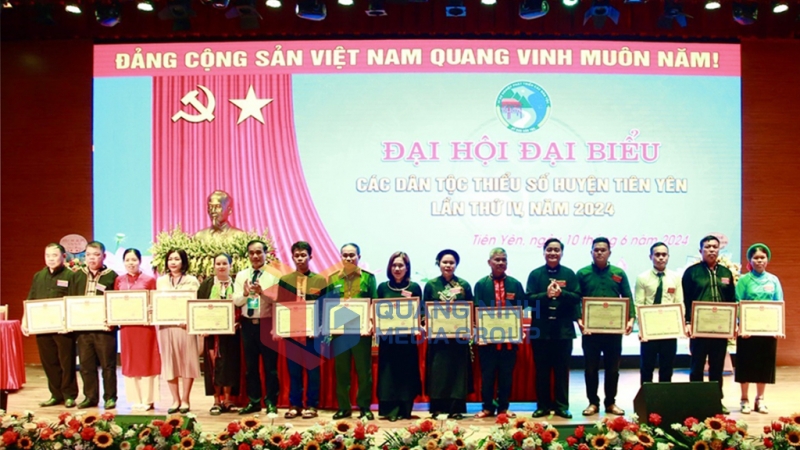 ĐẢNG CỘNG SẢN VIỆT NAM QUANG VINH MUÔN NĂM!
ĐẠI HỘI ĐẠI BIỂU
CÁC DÂN TỘC THIỂU SỐ HUYỆN TIÊN YÊN
LẦN THỨ IV, NĂM 2024
Tiên Yên, ngày 10 tháng 6 năm 2024
QUANG NINH
MEDIA GROUP